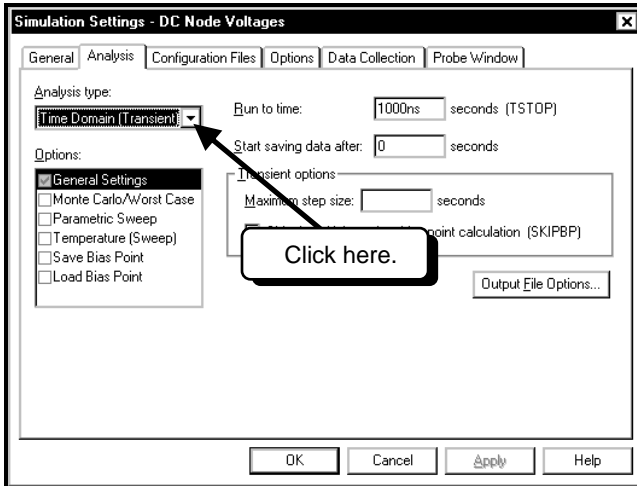 Simulation Settings - DC Node Voltages
General Analysis Configuration Files Options Data Collection Probe Window
Analysis type:
Time Domain (Transient)
Run to time: 1000ns seconds (TSTOP)
Start saving data after: 0 seconds
Options:
General Settings
Monte Carlo/Worst Case
Parametric Sweep
Temperature (Sweep)
Save Bias Point
Load Bias Point
Transient options
Maximum step size: seconds
point calculation (SKIPBP)
Click here.
Output File Options...
OK Cancel Apply Help